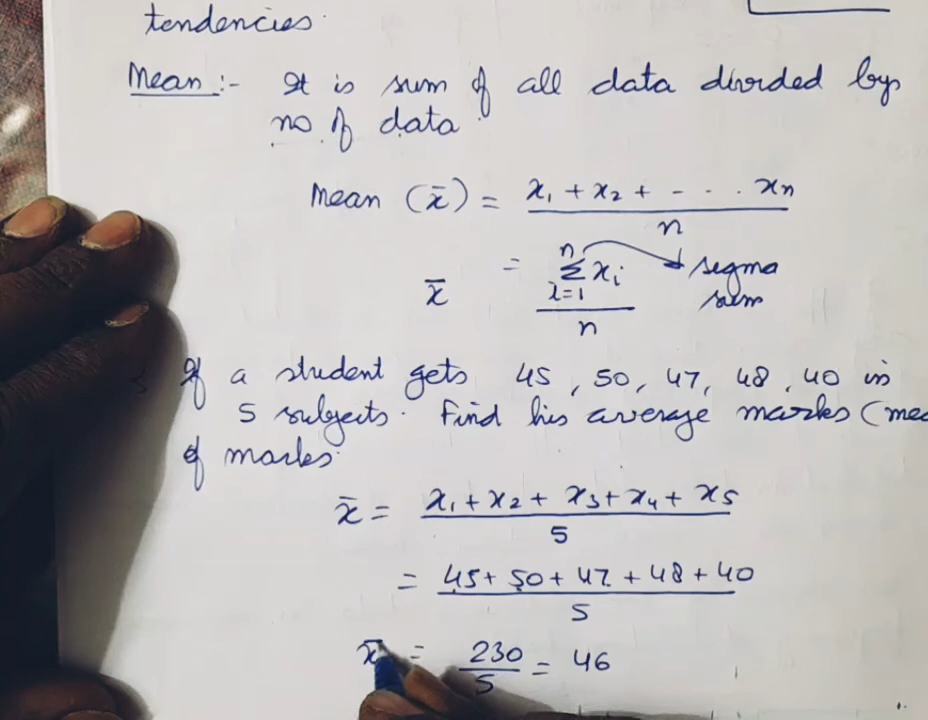 tendencies.
Mean :- It is sum of all data divided by
no of data.
Mean (x̄) = x₁ + x₂ + - - . . xₙ
n
x̄ = n Σ xᵢ → sigma
i=1 sum
n
If a student gets 45, 50, 47, 48, 40 in
5 subjects. Find his average marks (mea
of marks.
x̄ = x₁ + x₂ + x₃ + x₄ + x₅
5
= 45 + 50 + 47 + 48 + 40
5
x̄ = 230 = 46
5